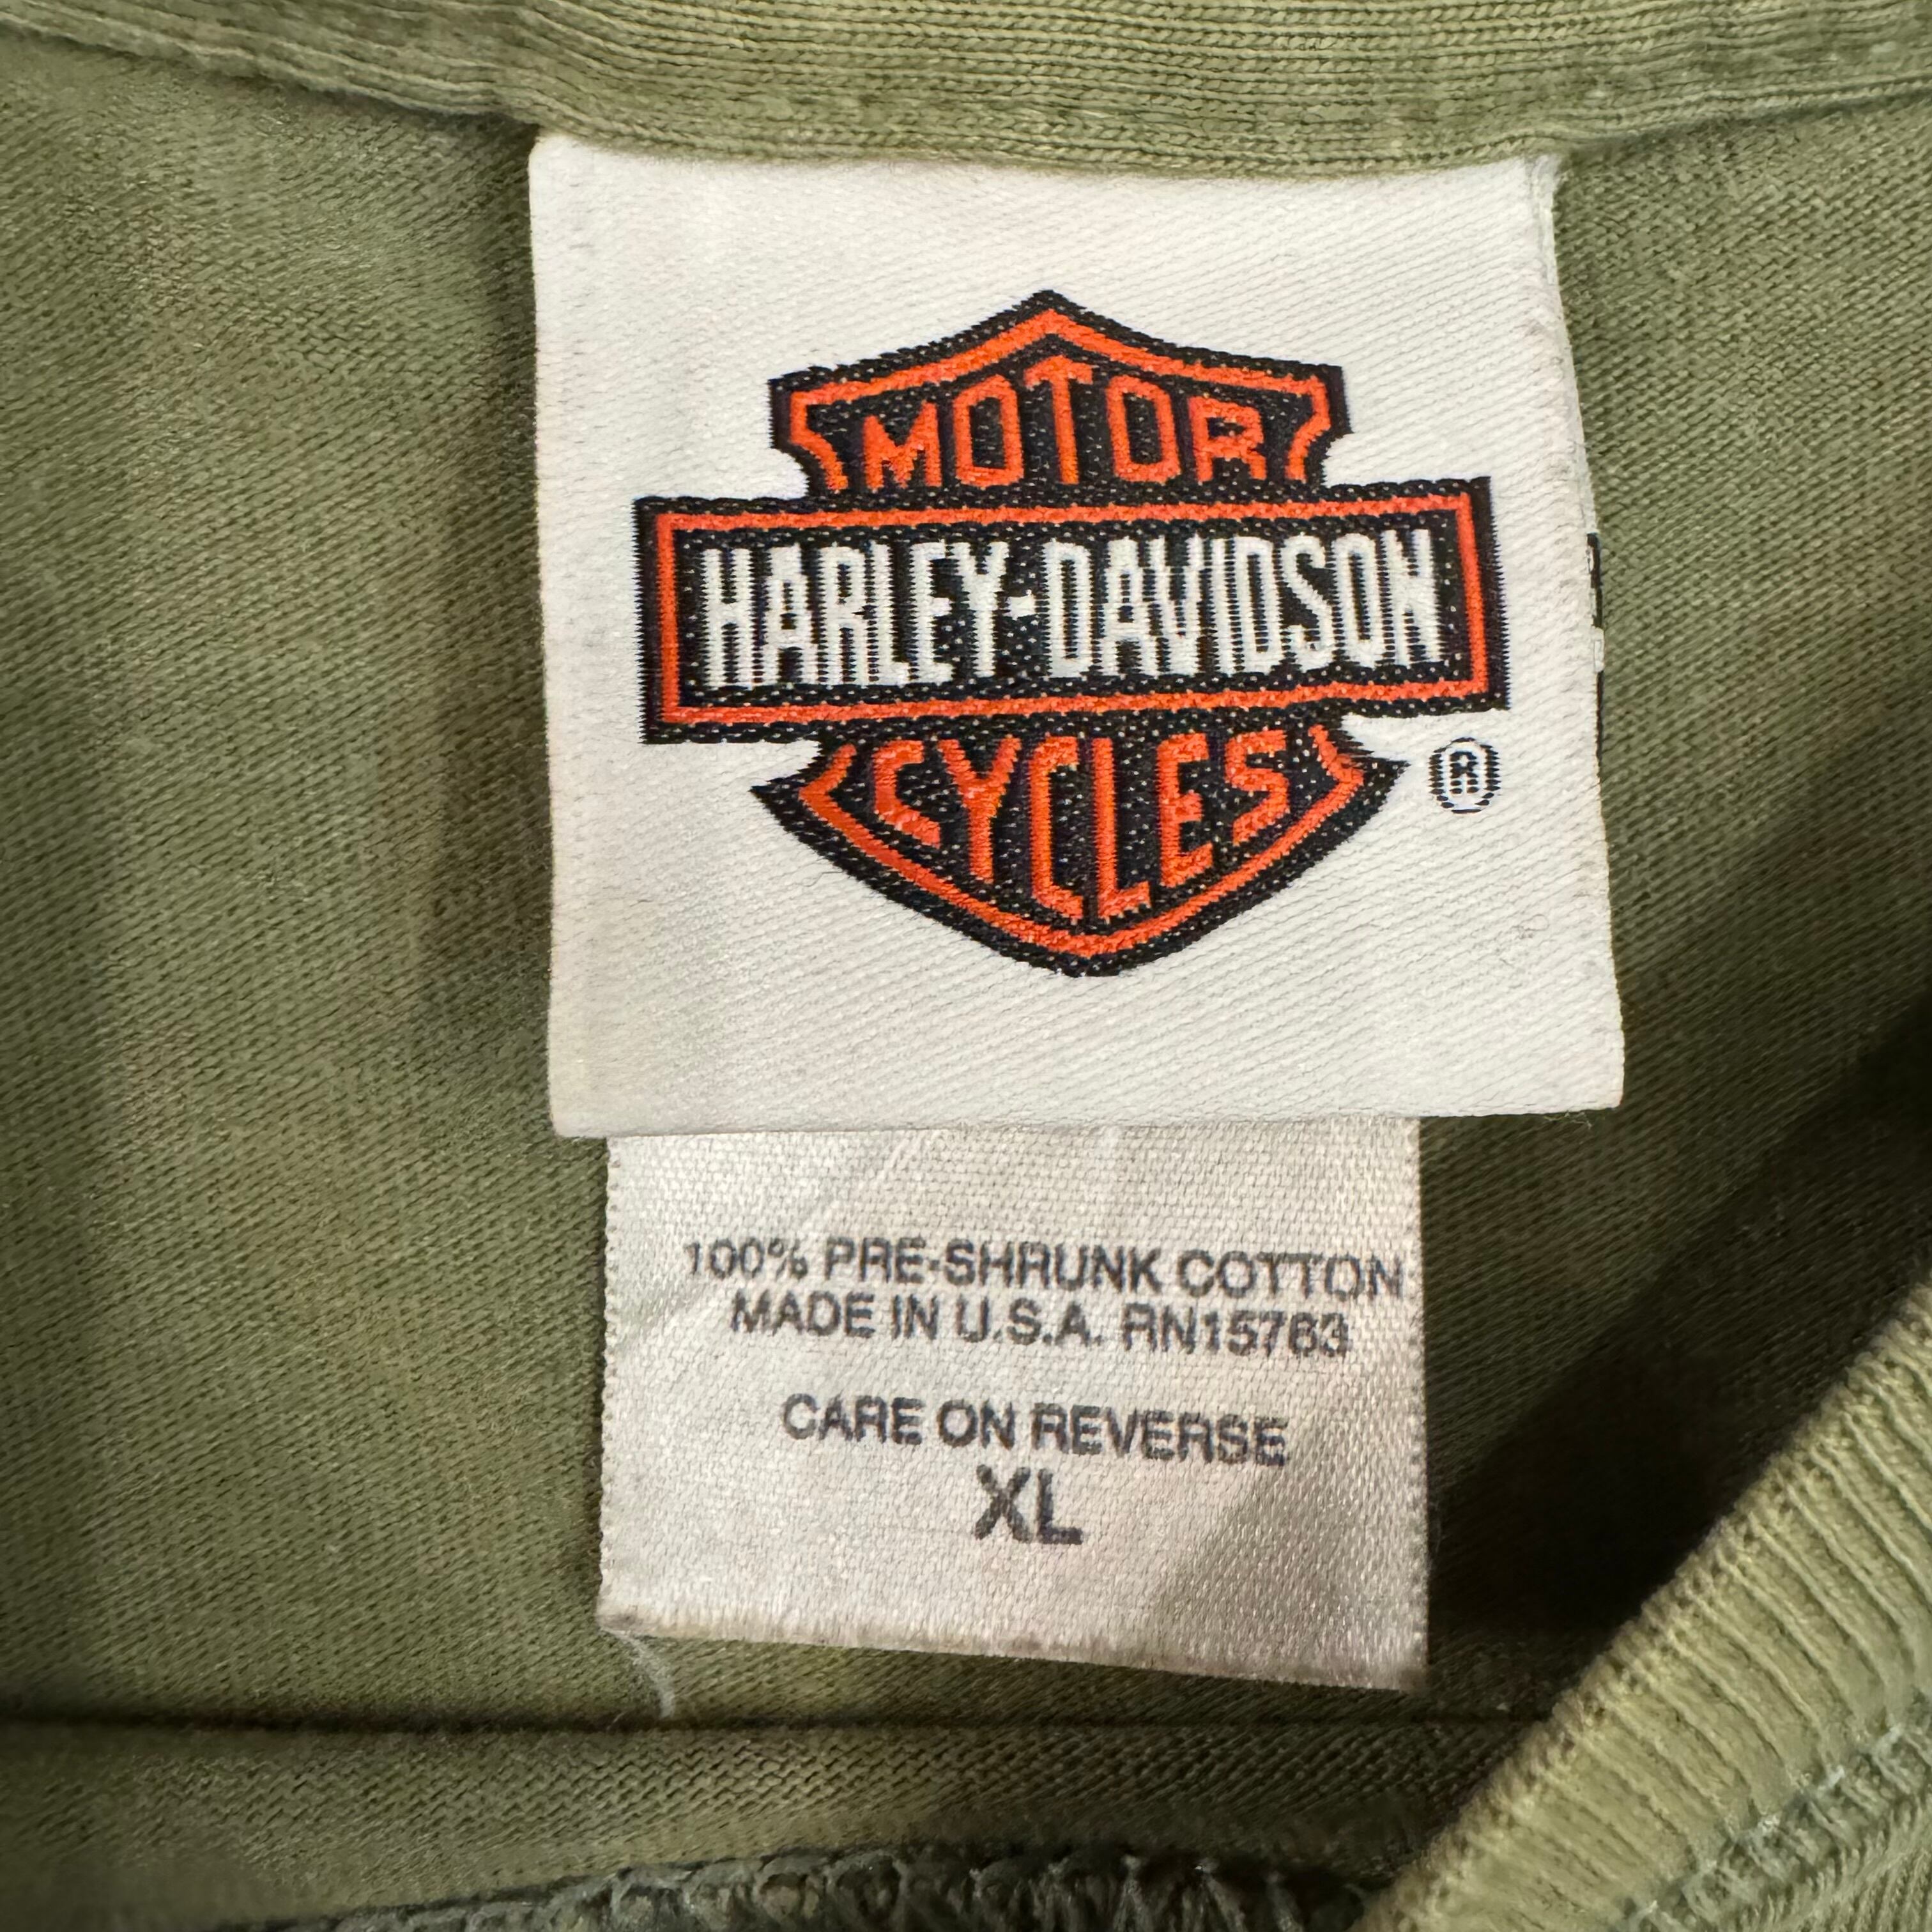 MOTOR
HARLEY-DAVIDSON
CYCLES
®
100% PRE-SHRUNK COTTON
MADE IN U.S.A. RN15763
CARE ON REVERSE
XL